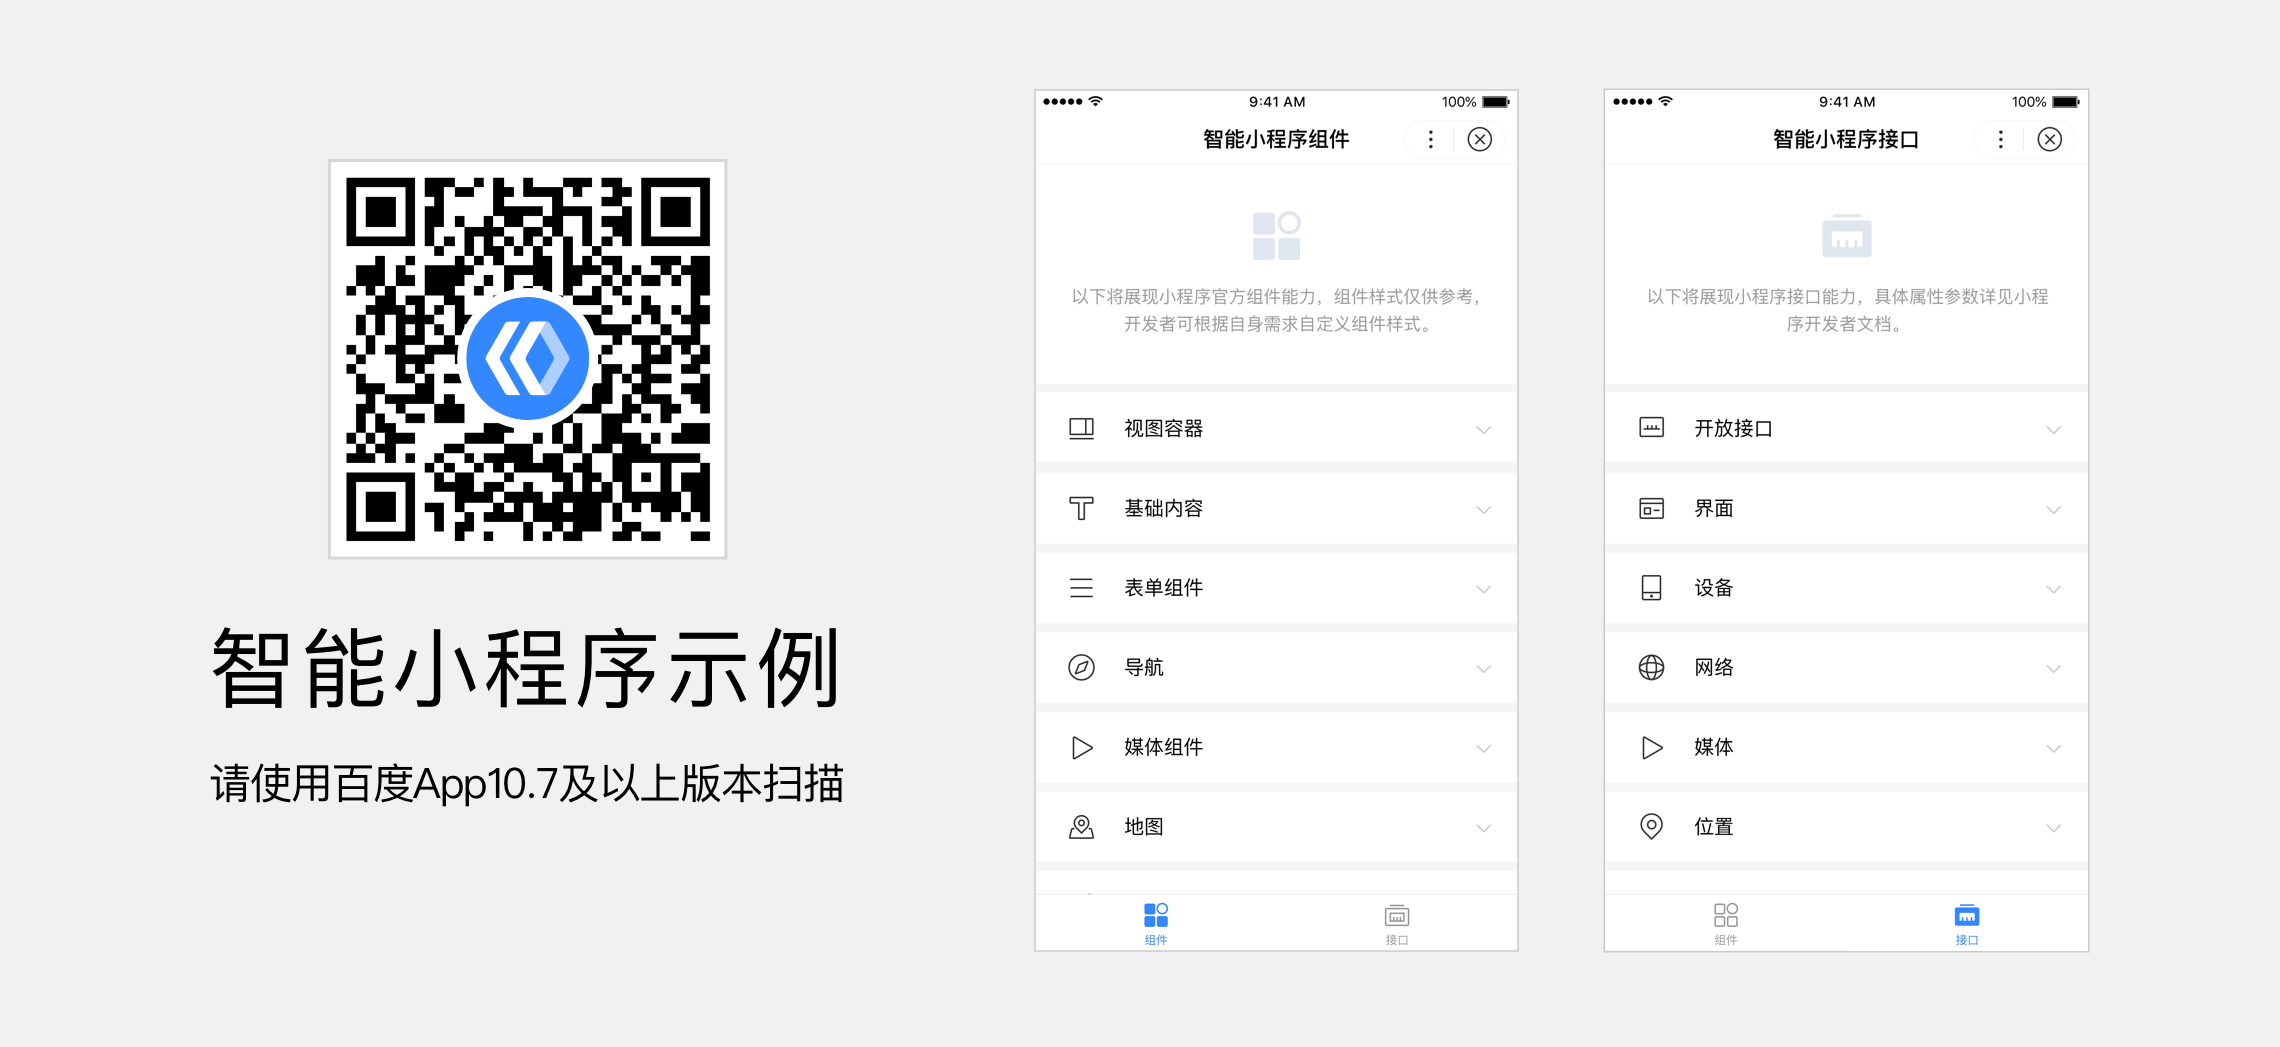 智能小程序示例
请使用百度App10.7及以上版本扫描
9:41 AM
100%
智能小程序组件
以下将展现小程序官方组件能力，组件样式仅供参考，
开发者可根据自身需求自定义组件样式。
视图容器
基础内容
表单组件
导航
媒体组件
地图
组件
接口
9:41 AM
100%
智能小程序接口
以下将展现小程序接口能力，具体属性参数详见小程
序开发者文档。
开放接口
界面
设备
网络
媒体
位置
组件
接口